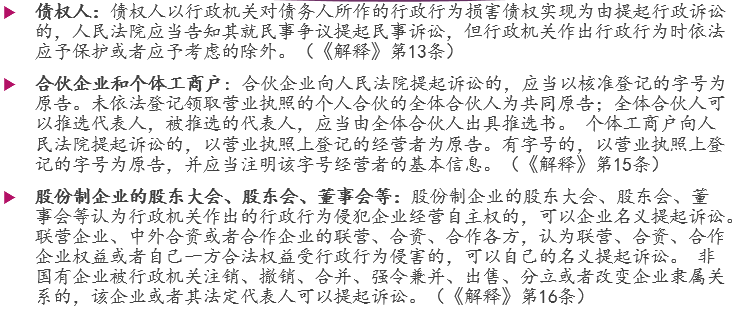 债权人：债权人以行政机关对债务人所作的行政行为损害债权实现为由提起行政诉讼
的，人民法院应当告知其就民事争议提起民事诉讼，但行政机关作出行政行为时依法
应予保护或者应予考虑的除外。（《解释》第13条）
合伙企业和个体工商户：合伙企业向人民法院提起诉讼的，应当以核准登记的字号为
原告。未依法登记领取营业执照的个人合伙的全体合伙人为共同原告；全体合伙人可
以推选代表人，被推选的代表人，应当由全体合伙人出具推选书。 个体工商户向人
民法院提起诉讼的，以营业执照上登记的经营者为原告。有字号的，以营业执照上登
记的字号为原告，并应当注明该字号经营者的基本信息。（《解释》第15条）
股份制企业的股东大会、股东会、董事会等：股份制企业的股东大会、股东会、董
事会等认为行政机关作出的行政行为侵犯企业经营自主权的，可以企业名义提起诉讼。
联营企业、中外合资或者合作企业的联营、合资、合作各方，认为联营、合资、合作
企业权益或者自己一方合法权益受行政行为侵害的，可以自己的名义提起诉讼。 非
国有企业被行政机关注销、撤销、合并、强令兼并、出售、分立或者改变企业隶属关
系的，该企业或者其法定代表人可以提起诉讼。（《解释》第16条）